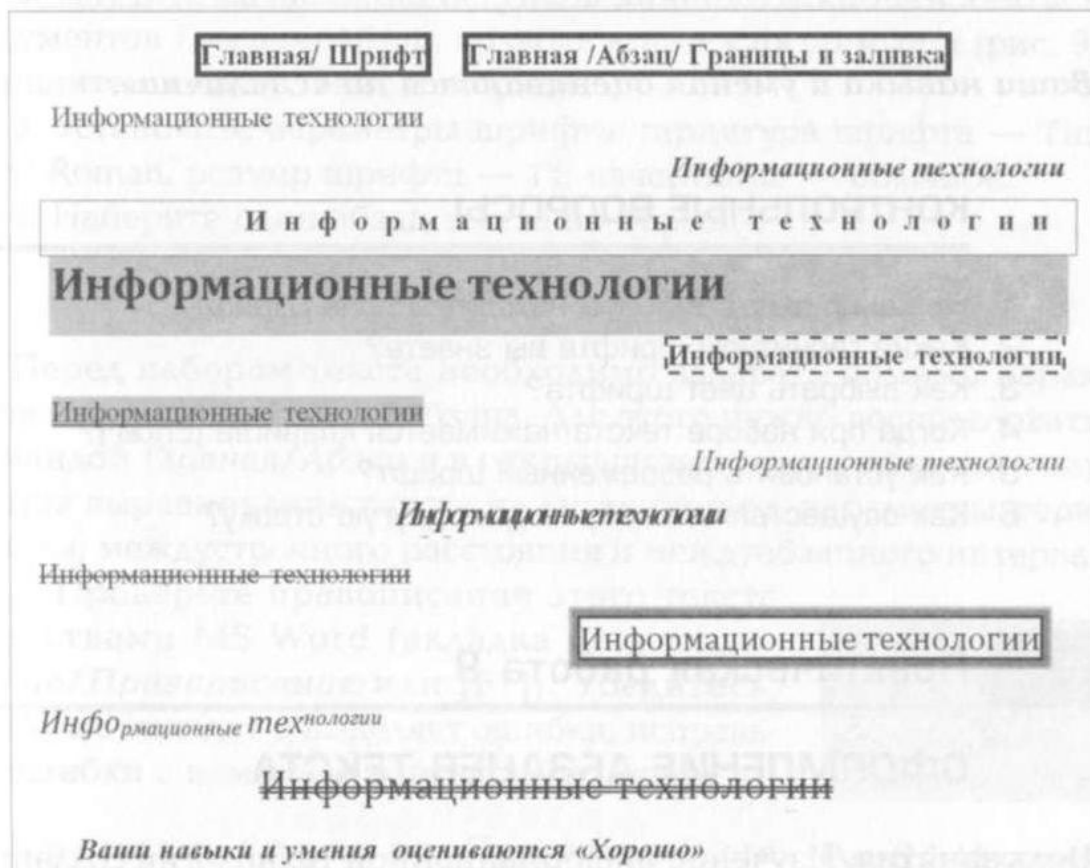 Главная/ Шрифт Главная /Абзац/ Границы и заливка
Информационные технологии
Информационные технологии
Информационные технологии
Информационные технологии
Информационные технологии
Информационные технологии
Информационные технологии
Информационные технологии
Информационные технологии
Информационные технологии
Информационные технологии
Информационные технологии
Ваши навыки и умения оцениваются «Хорошо»